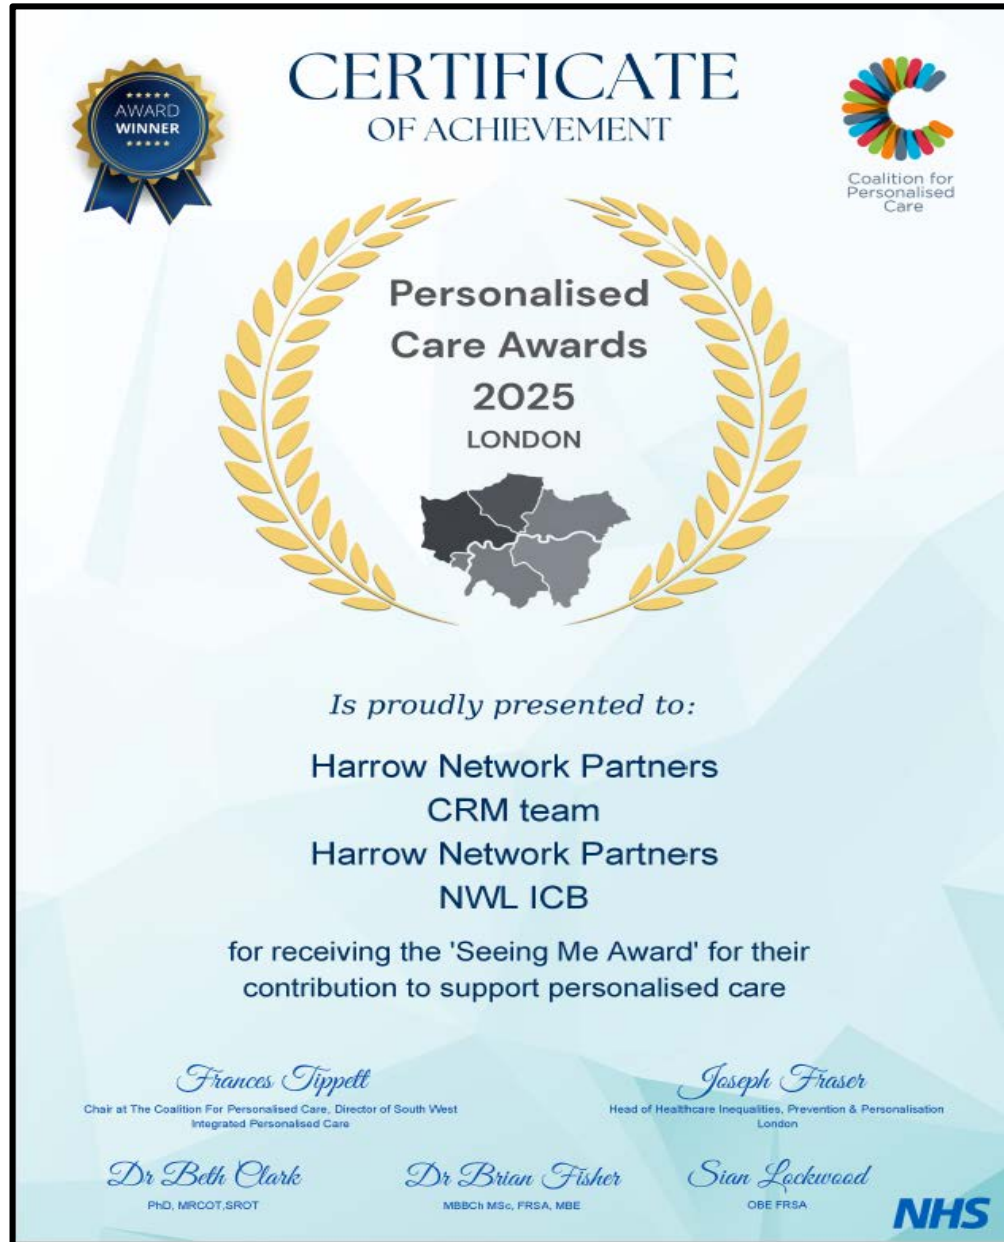 CERTIFICATE
OF ACHIEVEMENT
AWARD
WINNER
Coalition for
Personalised
Care
Personalised
Care Awards
2025
LONDON
Is proudly presented to:
Harrow Network Partners
CRM team
Harrow Network Partners
NWL ICB
for receiving the 'Seeing Me Award' for their
contribution to support personalised care
Frances Tippett
Chair at The Coalition For Personalised Care, Director of South West
Integrated Personalised Care
Joseph Fraser
Head of Healthcare Inequalities, Prevention & Personalisation
London
Dr Beth Clark
PhD, MRCOT,SROT
Dr Brian Fisher
MBBCh MSc, FRSA, MBE
Sian Lockwood
OBE FRSA
NHS